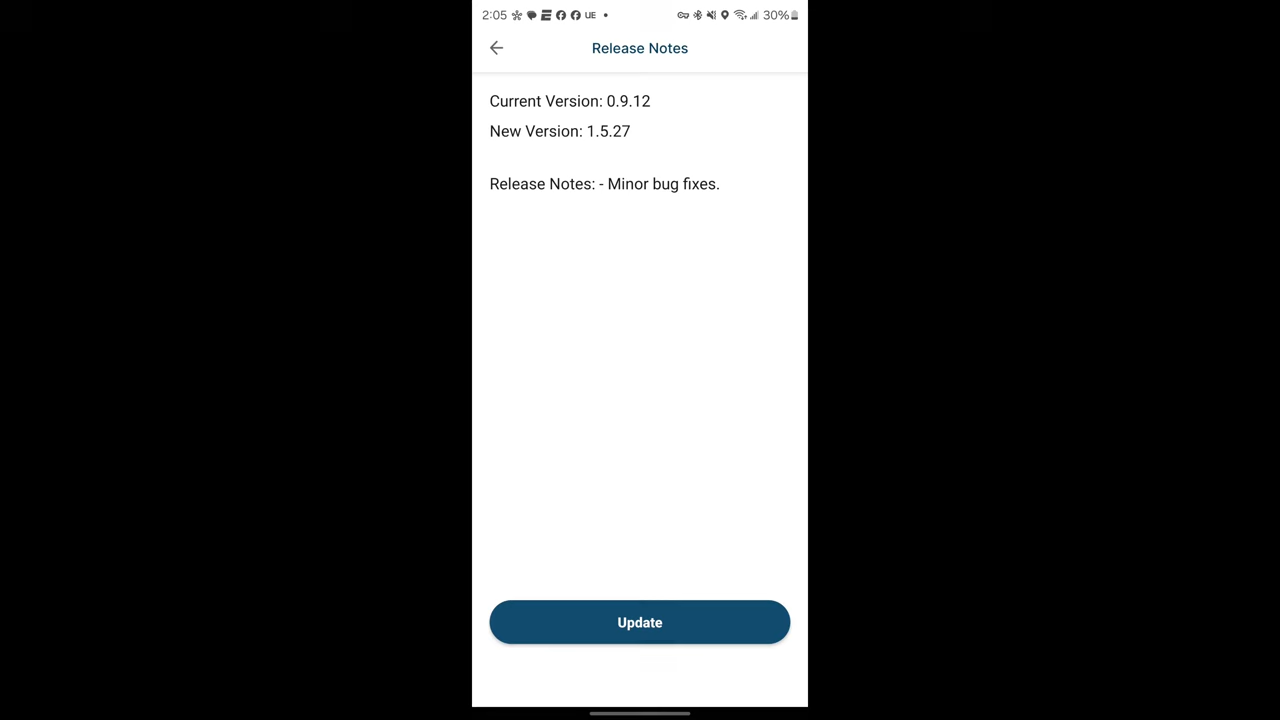 2:05 UE 30%
Release Notes
Current Version: 0.9.12
New Version: 1.5.27
Release Notes: - Minor bug fixes.
Update